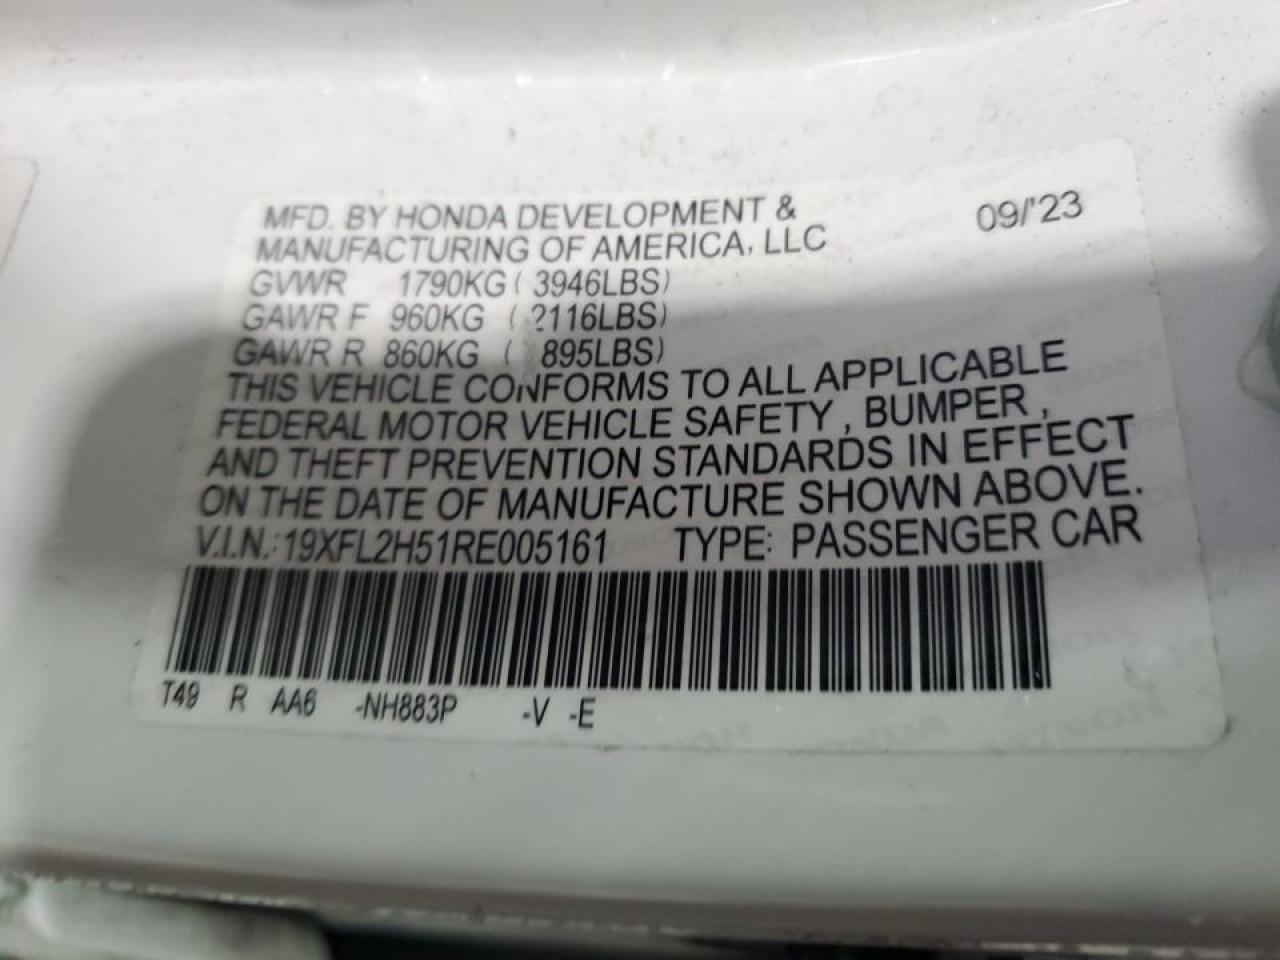 MFD. BY HONDA DEVELOPMENT & 09/'23
MANUFACTURING OF AMERICA, LLC
GVWR 1790KG ( 3946LBS)
GAWR F 960KG ( 2116LBS)
GAWR R 860KG ( 895LBS)
THIS VEHICLE CONFORMS TO ALL APPLICABLE
FEDERAL MOTOR VEHICLE SAFETY , BUMPER ,
AND THEFT PREVENTION STANDARDS IN EFFECT
ON THE DATE OF MANUFACTURE SHOWN ABOVE.
V.I.N.: 19XFL2H51RE005161 TYPE: PASSENGER CAR
T49 R AA6 -NH883P -V -E